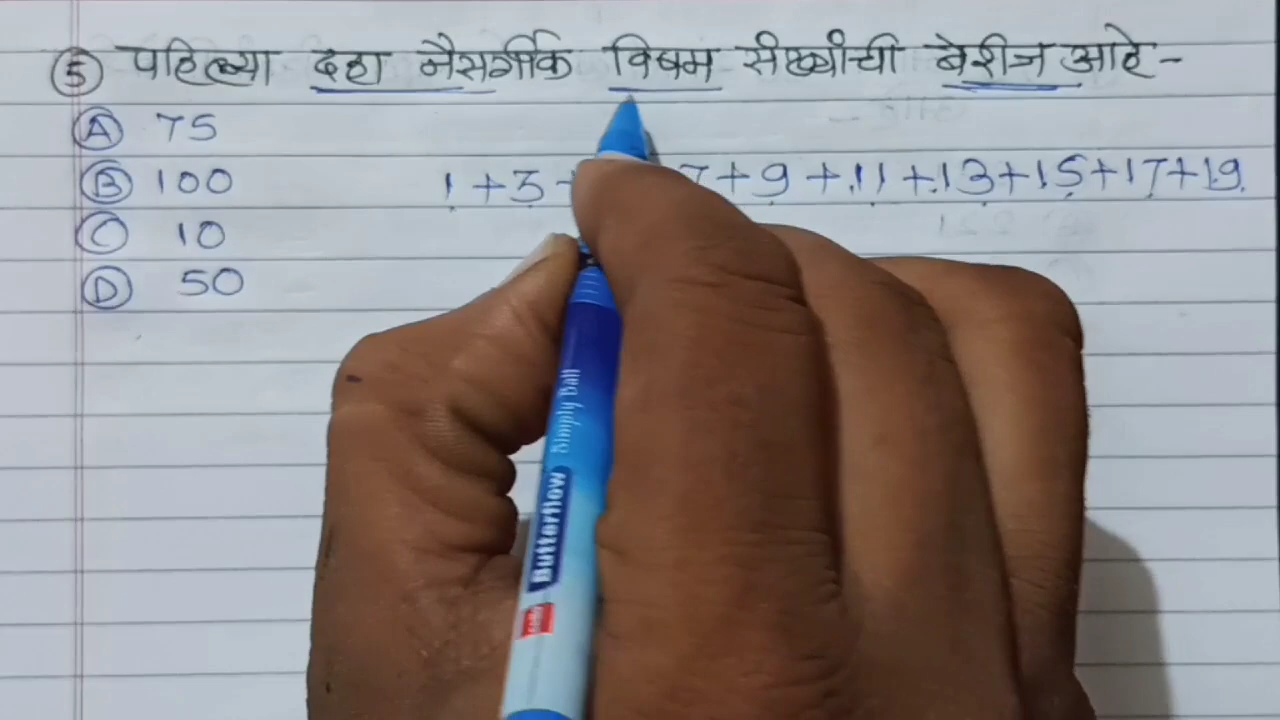 5 पहिल्या दहा नैसर्गीक विषम संख्यांची बेरीज आहे -
A 75
B 100
1 + 3 + 7 + 9 + 11 + 13 + 15 + 17 + 19
C 10
D 50
cello Butterflow Simply Ball